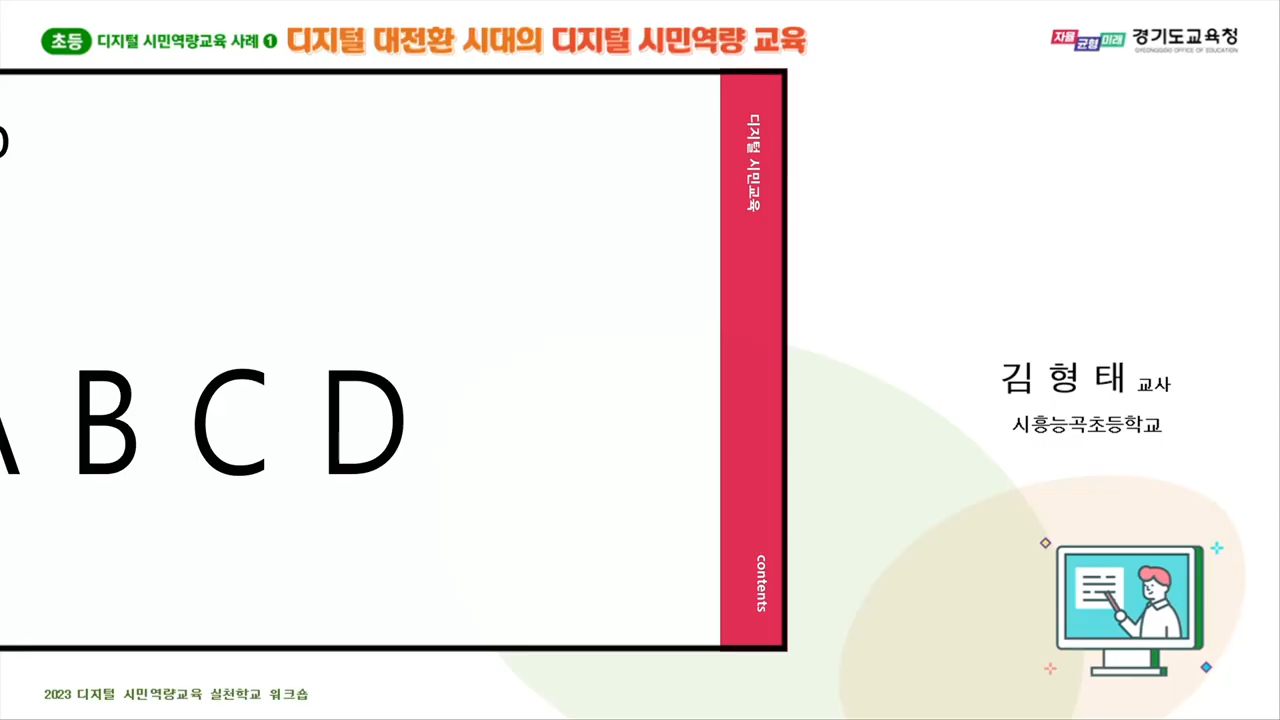 초등 디지털 시민역량교육 사례 ❶ 디지털 대전환 시대의 디지털 시민역량 교육
자율 균형 미래 경기도교육청
GYEONGGIDO OFFICE OF EDUCATION
디지털 시민교육
B C D
contents
김 형 태 교사
시흥능곡초등학교
2023 디지털 시민역량교육 실천학교 워크숍